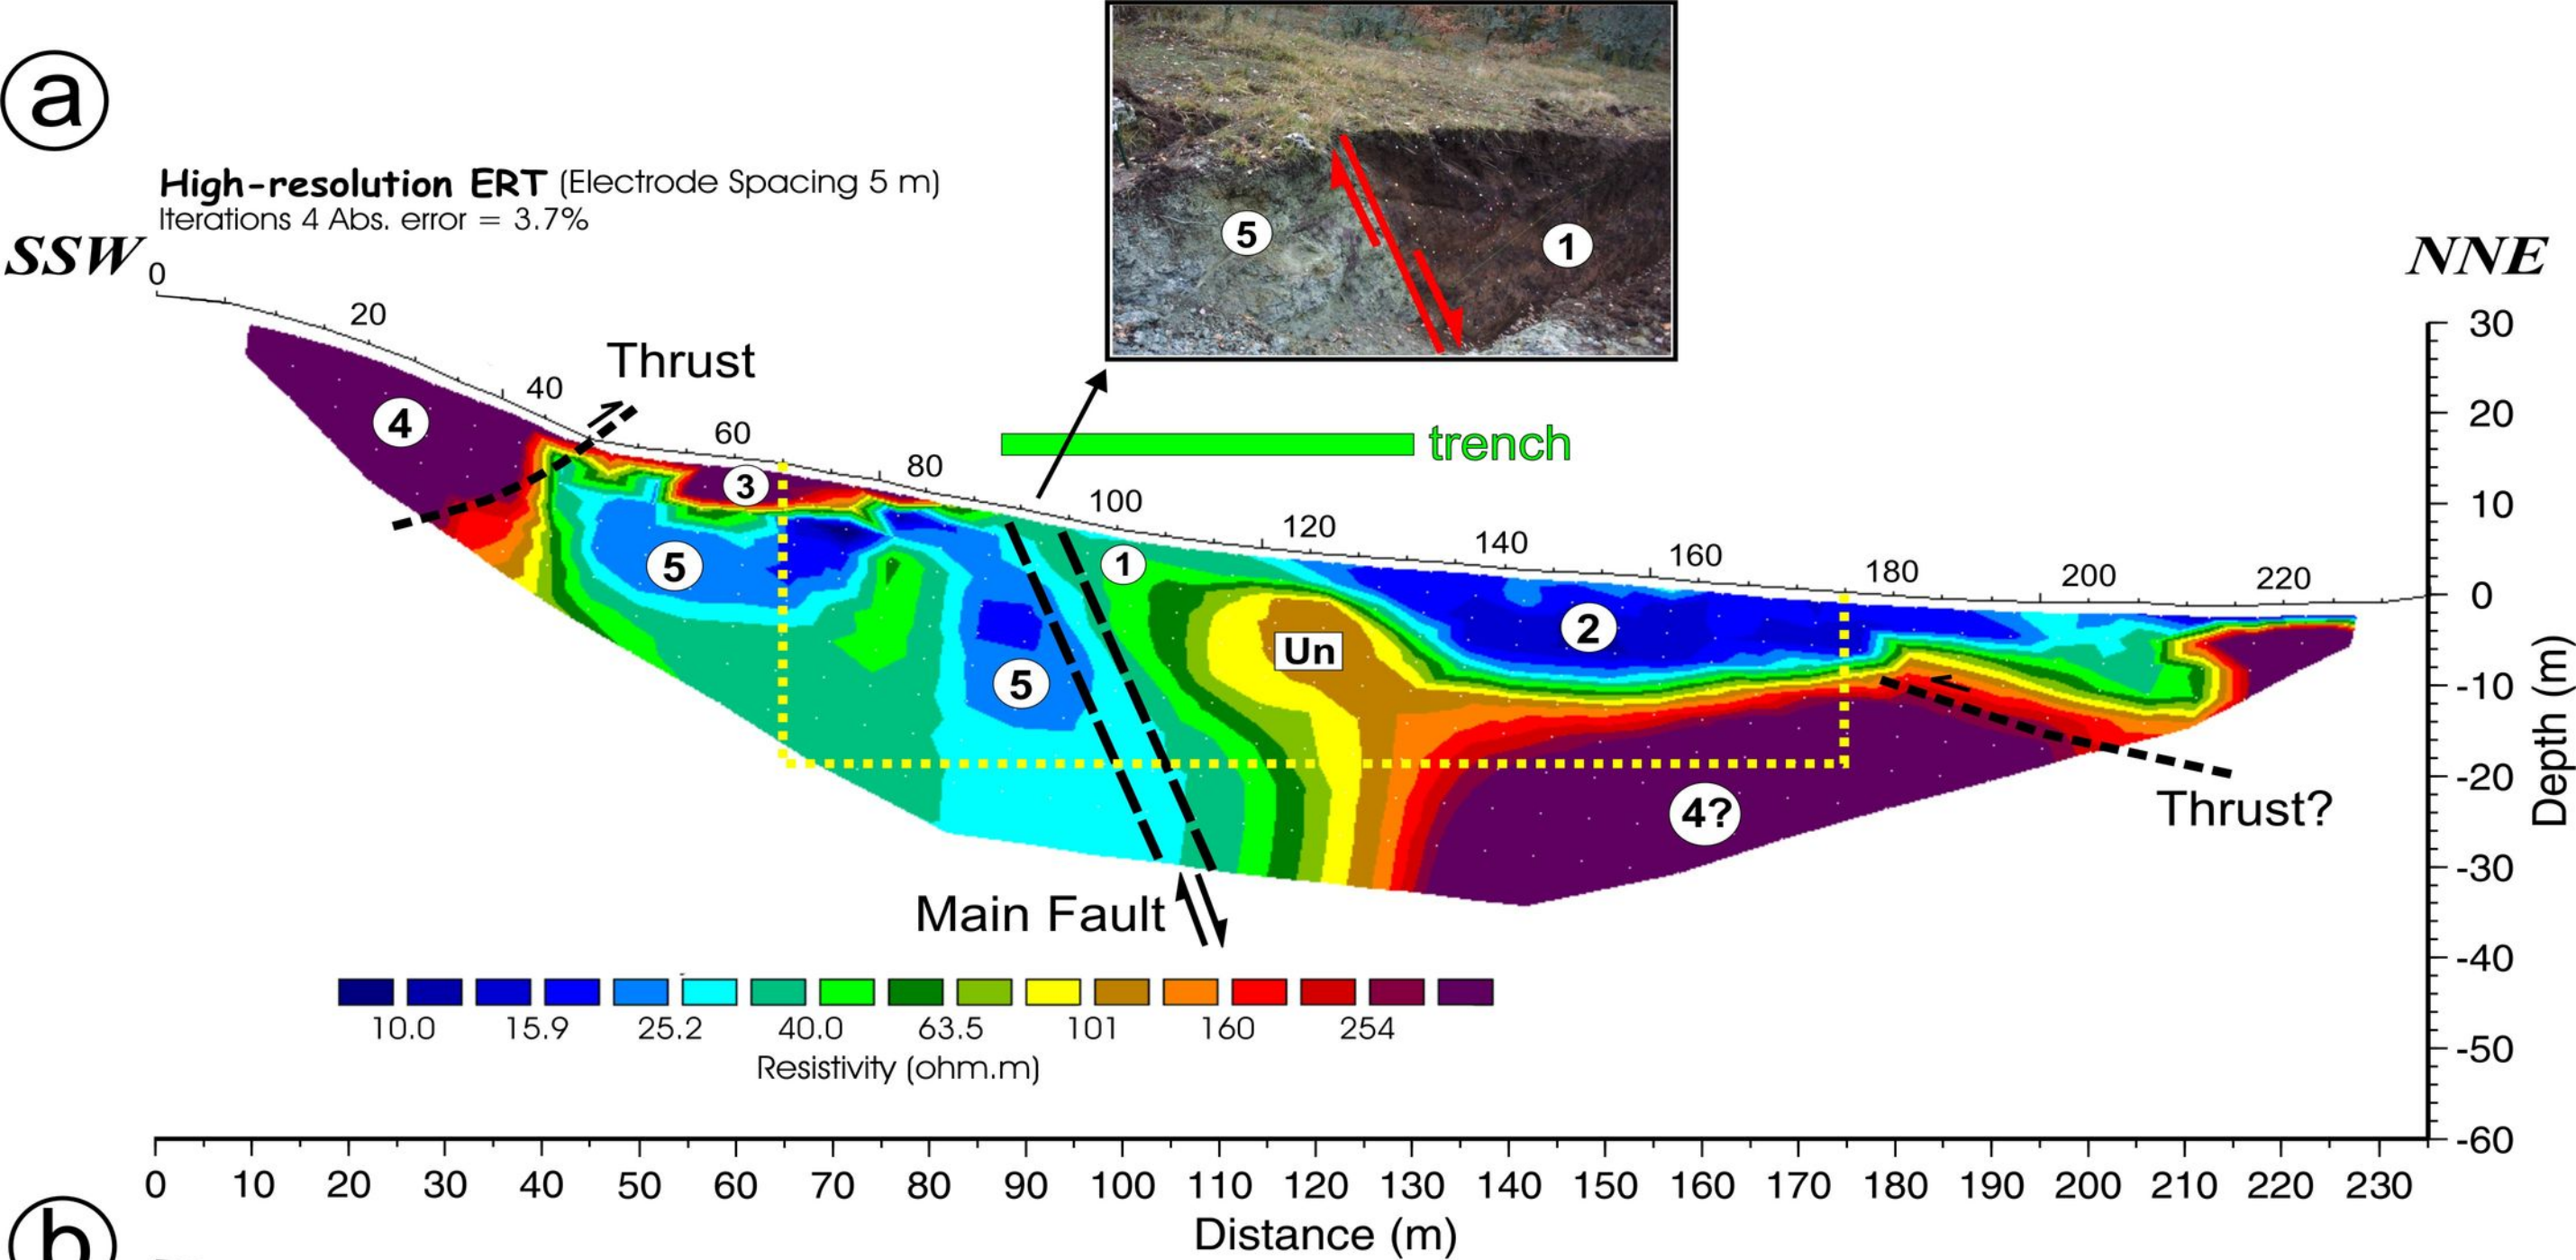 a
High-resolution ERT (Electrode Spacing 5 m)
Iterations 4 Abs. error = 3.7%
SSW
NNE
0
20
40
60
80
100
120
140
160
180
200
220
Thrust
trench
5
1
4
3
5
5
1
Un
2
4?
Thrust?
Main Fault
30
20
10
0
-10
-20
-30
-40
-50
-60
Depth (m)
10.0 15.9 25.2 40.0 63.5 101 160 254
Resistivity (ohm.m)
0 10 20 30 40 50 60 70 80 90 100 110 120 130 140 150 160 170 180 190 200 210 220 230
Distance (m)
b